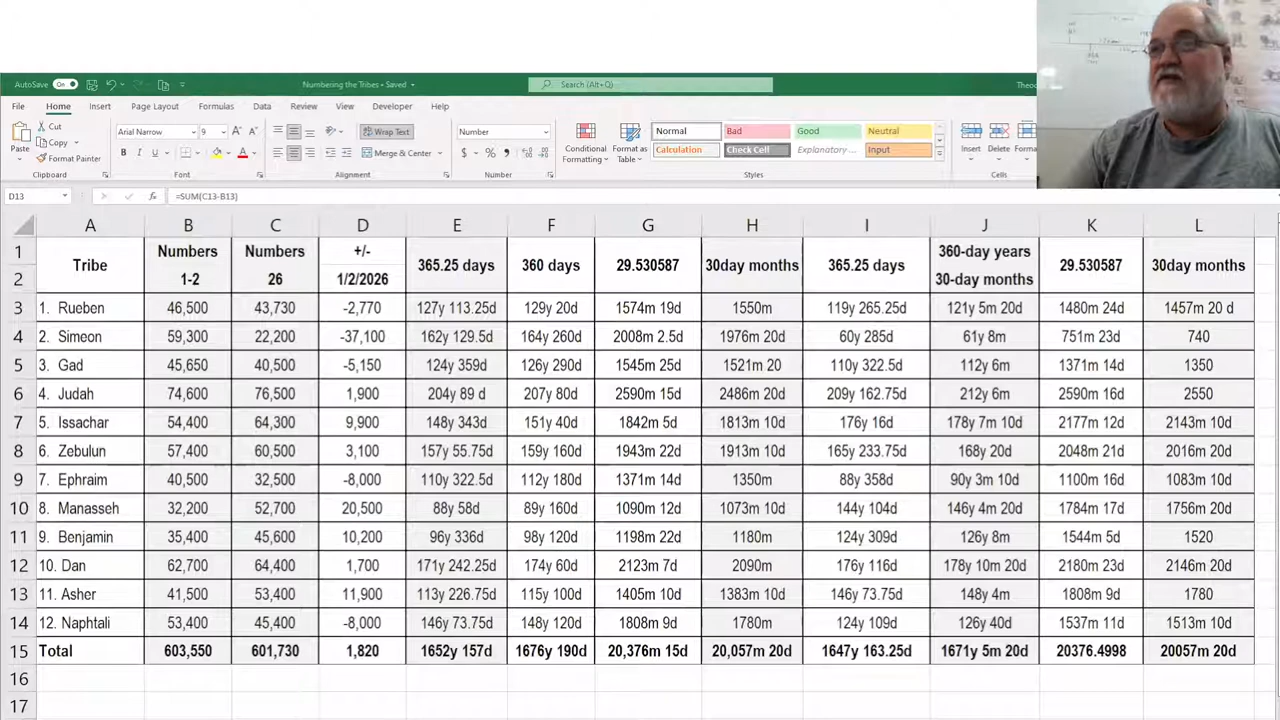 AutoSave On Numbering the Tribes • Saved Search (Alt+Q)
File Home Insert Page Layout Formulas Data Review View Developer Help
Cut Arial Narrow 9 Wrap Text Number Normal Bad Good Neutral
Copy
Paste Format Painter B I U Merge & Center $ % Conditional Formatting Format as Table Calculation Check Cell Explanatory ... Input Insert Delete
Clipboard Font Alignment Number Styles Cells
D13 fx =SUM(C13-B13)
A B C D E F G H I J K L
1 Tribe Numbers Numbers +/- 365.25 days 360 days 29.530587 30day months 365.25 days 360-day years 29.530587 30day months
2 1-2 26 1/2/2026 30-day months
3 1. Rueben 46,500 43,730 -2,770 127y 113.25d 129y 20d 1574m 19d 1550m 119y 265.25d 121y 5m 20d 1480m 24d 1457m 20 d
4 2. Simeon 59,300 22,200 -37,100 162y 129.5d 164y 260d 2008m 2.5d 1976m 20d 60y 285d 61y 8m 751m 23d 740
5 3. Gad 45,650 40,500 -5,150 124y 359d 126y 290d 1545m 25d 1521m 20 110y 322.5d 112y 6m 1371m 14d 1350
6 4. Judah 74,600 76,500 1,900 204y 89 d 207y 80d 2590m 15d 2486m 20d 209y 162.75d 212y 6m 2590m 16d 2550
7 5. Issachar 54,400 64,300 9,900 148y 343d 151y 40d 1842m 5d 1813m 10d 176y 16d 178y 7m 10d 2177m 12d 2143m 10d
8 6. Zebulun 57,400 60,500 3,100 157y 55.75d 159y 160d 1943m 22d 1913m 10d 165y 233.75d 168y 20d 2048m 21d 2016m 20d
9 7. Ephraim 40,500 32,500 -8,000 110y 322.5d 112y 180d 1371m 14d 1350m 88y 358d 90y 3m 10d 1100m 16d 1083m 10d
10 8. Manasseh 32,200 52,700 20,500 88y 58d 89y 160d 1090m 12d 1073m 10d 144y 104d 146y 4m 20d 1784m 17d 1756m 20d
11 9. Benjamin 35,400 45,600 10,200 96y 336d 98y 120d 1198m 22d 1180m 124y 309d 126y 8m 1544m 5d 1520
12 10. Dan 62,700 64,400 1,700 171y 242.25d 174y 60d 2123m 7d 2090m 176y 116d 178y 10m 20d 2180m 23d 2146m 20d
13 11. Asher 41,500 53,400 11,900 113y 226.75d 115y 100d 1405m 10d 1383m 10d 146y 73.75d 148y 4m 1808m 9d 1780
14 12. Naphtali 53,400 45,400 -8,000 146y 73.75d 148y 120d 1808m 9d 1780m 124y 109d 126y 40d 1537m 11d 1513m 10d
15 Total 603,550 601,730 1,820 1652y 157d 1676y 190d 20,376m 15d 20,057m 20d 1647y 163.25d 1671y 5m 20d 20376.4998 20057m 20d
16
17